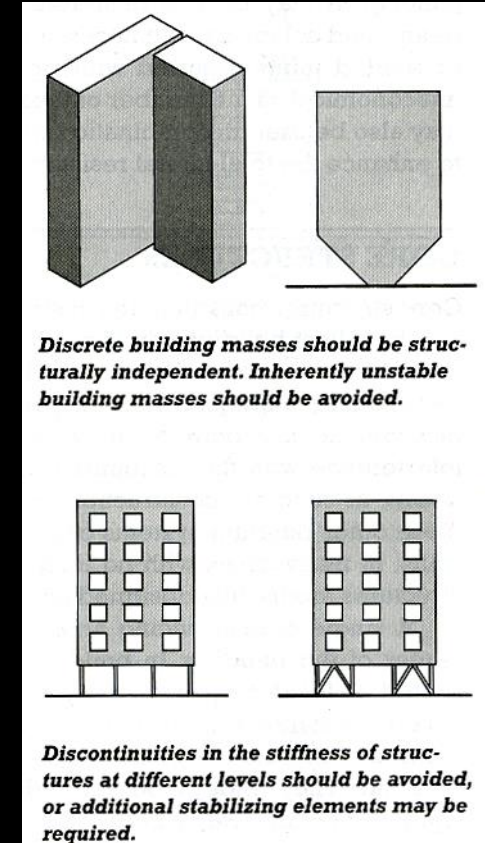 Discrete building masses should be struc-
turally independent. Inherently unstable
building masses should be avoided.
Discontinuities in the stiffness of struc-
tures at different levels should be avoided,
or additional stabilizing elements may be
required.